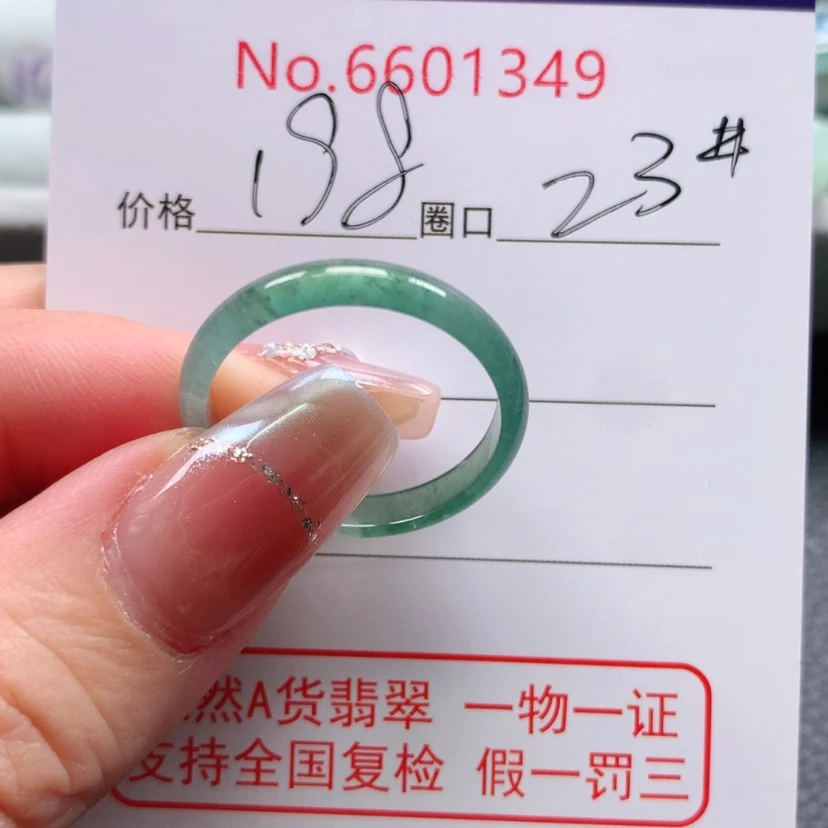 No.6601349
价格 198 圈口 23#
然A货翡翠 一物一证
支持全国复检 假一罚三